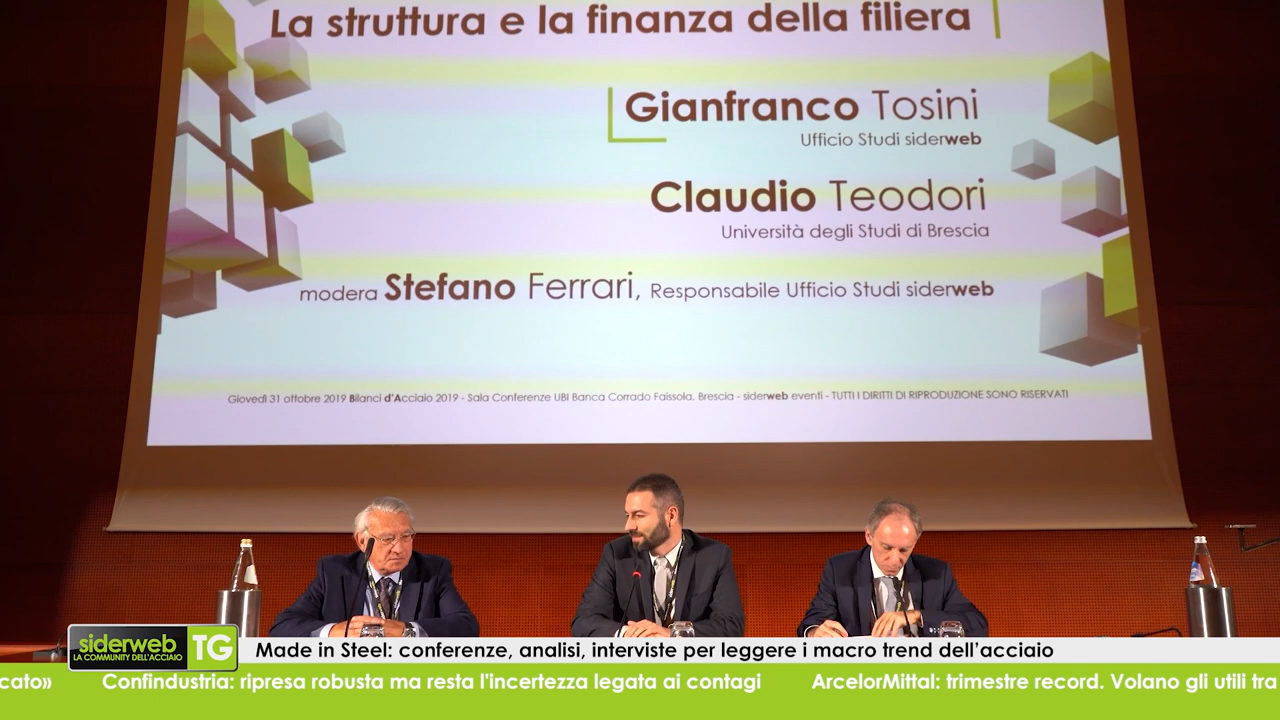 La struttura e la finanza della filiera
Gianfranco Tosini
Ufficio Studi siderweb
Claudio Teodori
Università degli Studi di Brescia
modera Stefano Ferrari, Responsabile Ufficio Studi siderweb
Giovedì 31 ottobre 2019 Bilanci d'Acciaio 2019 - Sala Conferenze UBI Banca Corrado Faissola, Brescia - siderweb eventi - TUTTI I DIRITTI DI RIPRODUZIONE SONO RISERVATI
siderweb
LA COMMUNITY DELL'ACCIAIO
TG
Made in Steel: conferenze, analisi, interviste per leggere i macro trend dell'acciaio
cato» Confindustria: ripresa robusta ma resta l'incertezza legata ai contagi ArcelorMittal: trimestre record. Volano gli utili tra